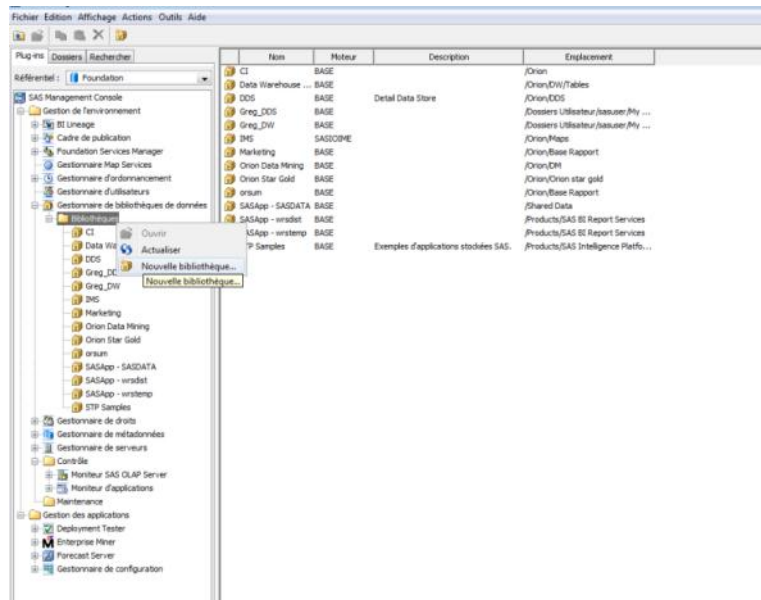 Fichier Edition Affichage Actions Outils Aide
Plug-ins Dossiers Rechercher
Référentiel : Foundation
SAS Management Console
Gestion de l'environnement
BI Lineage
Cadre de publication
Foundation Services Manager
Gestionnaire Map Services
Gestionnaire d'ordonnancement
Gestionnaire d'utilisateurs
Gestionnaire de bibliothèques de données
Bibliothèques
CI
Data Wa
DDS
Greg_DD
Greg_DW
IMS
Marketing
Orion Data Mining
Orion Star Gold
orsum
SASApp - SASDATA
SASApp - wrsdist
SASApp - wrstemp
STP Samples
Gestionnaire de droits
Gestionnaire de métadonnées
Gestionnaire de serveurs
Contrôle
Moniteur SAS OLAP Server
Moniteur d'applications
Maintenance
Gestion des applications
Deployment Tester
Enterprise Miner
Forecast Server
Gestionnaire de configuration
Ouvrir
Actualiser
Nouvelle bibliothèque...
Nouvelle bibliothèque...
Nom Moteur Description Emplacement
CI BASE /Orion
Data Warehouse ... BASE /Orion/DW/Tables
DDS BASE Detail Data Store /Orion/DDS
Greg_DDS BASE /Dossiers Utilisateur/sasuser/My ...
Greg_DW BASE /Dossiers Utilisateur/sasuser/My ...
IMS SASIOIME /Orion/Maps
Marketing BASE /Orion/Base Rapport
Orion Data Mining BASE /Orion/DM
Orion Star Gold BASE /Orion/Orion star gold
orsum BASE /Orion/Base Rapport
SASApp - SASDATA BASE /Shared Data
SASApp - wrsdist BASE /Products/SAS BI Report Services
SASApp - wrstemp BASE /Products/SAS BI Report Services
TP Samples BASE Exemples d'applications stockées SAS. /Products/SAS Intelligence Platfo...